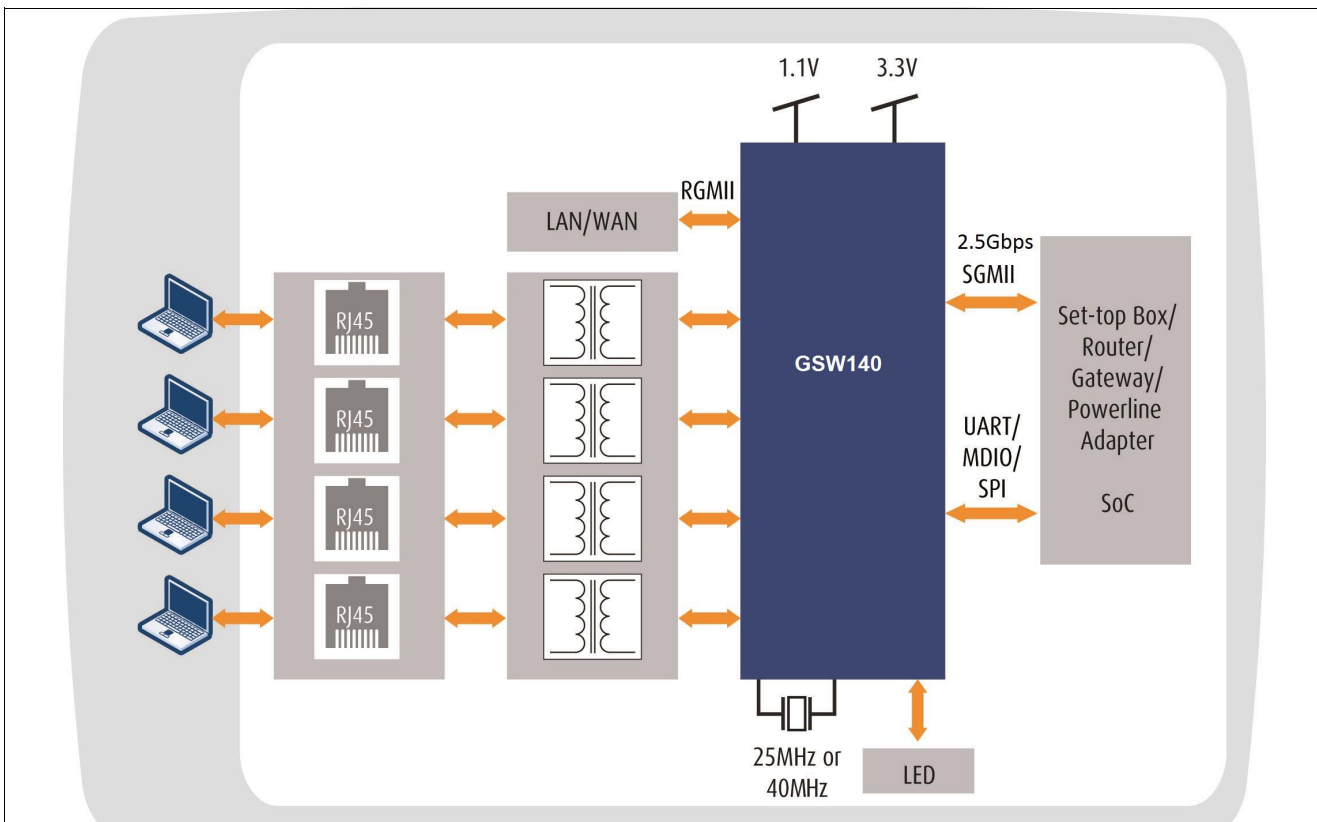 1.1V
3.3V
RGMII
LAN/WAN
2.5Gbps
SGMII
RJ45
RJ45
RJ45
RJ45
GSW140
Set-top Box/
Router/
Gateway/
Powerline
Adapter
SoC
UART/
MDIO/
SPI
25MHz or
40MHz
LED